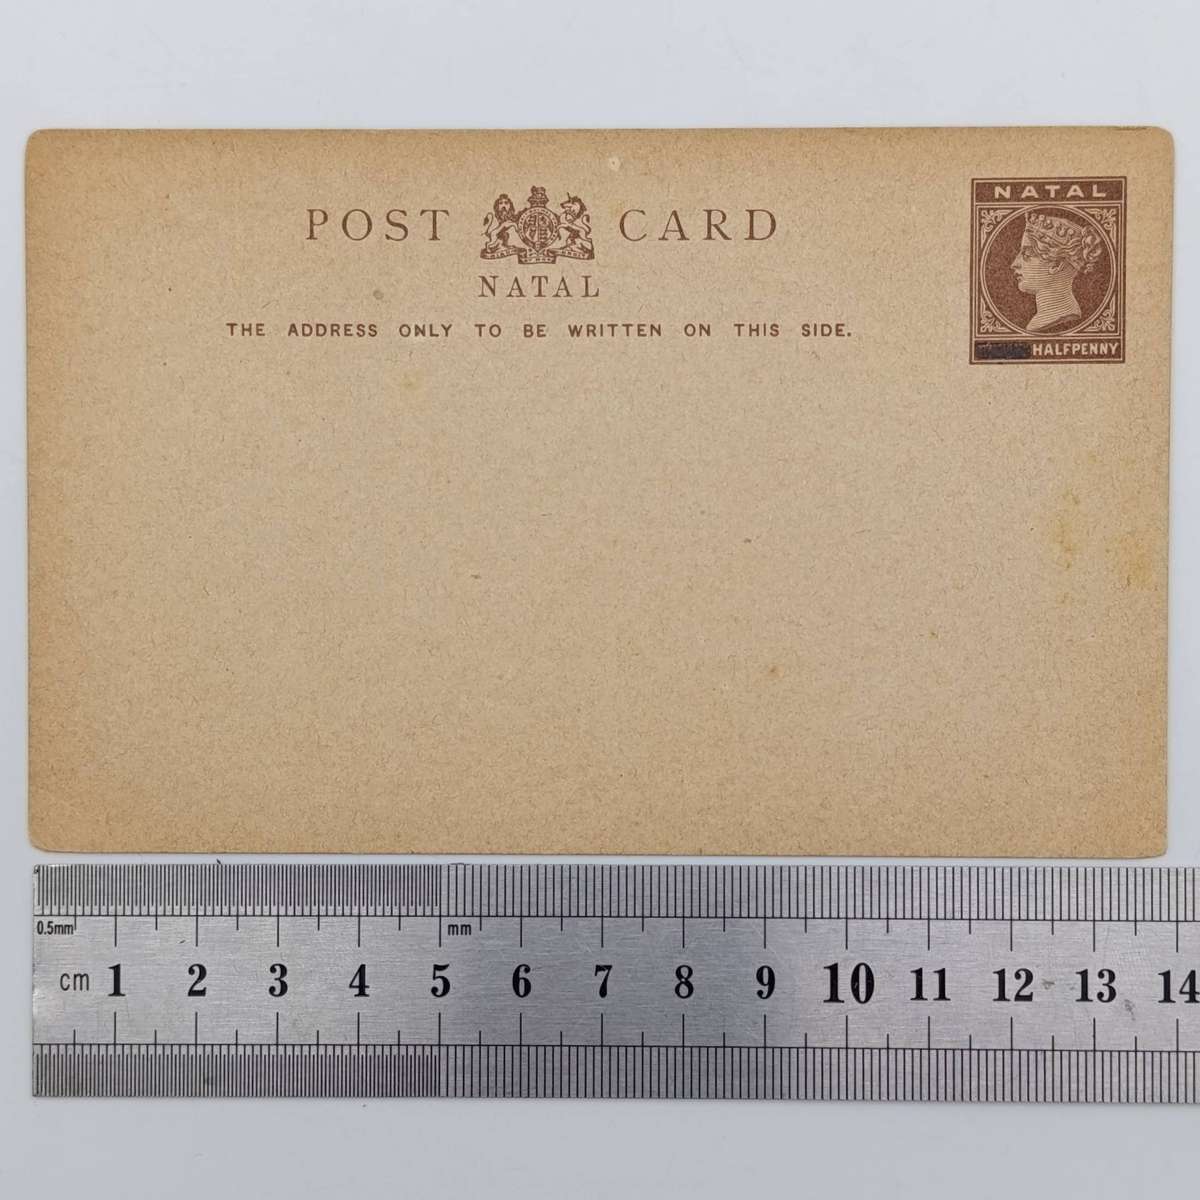 POST CARD
NATAL
THE ADDRESS ONLY TO BE WRITTEN ON THIS SIDE.
NATAL
HALFPENNY
0.5mm mm
cm 1 2 3 4 5 6 7 8 9 10 11 12 13 14